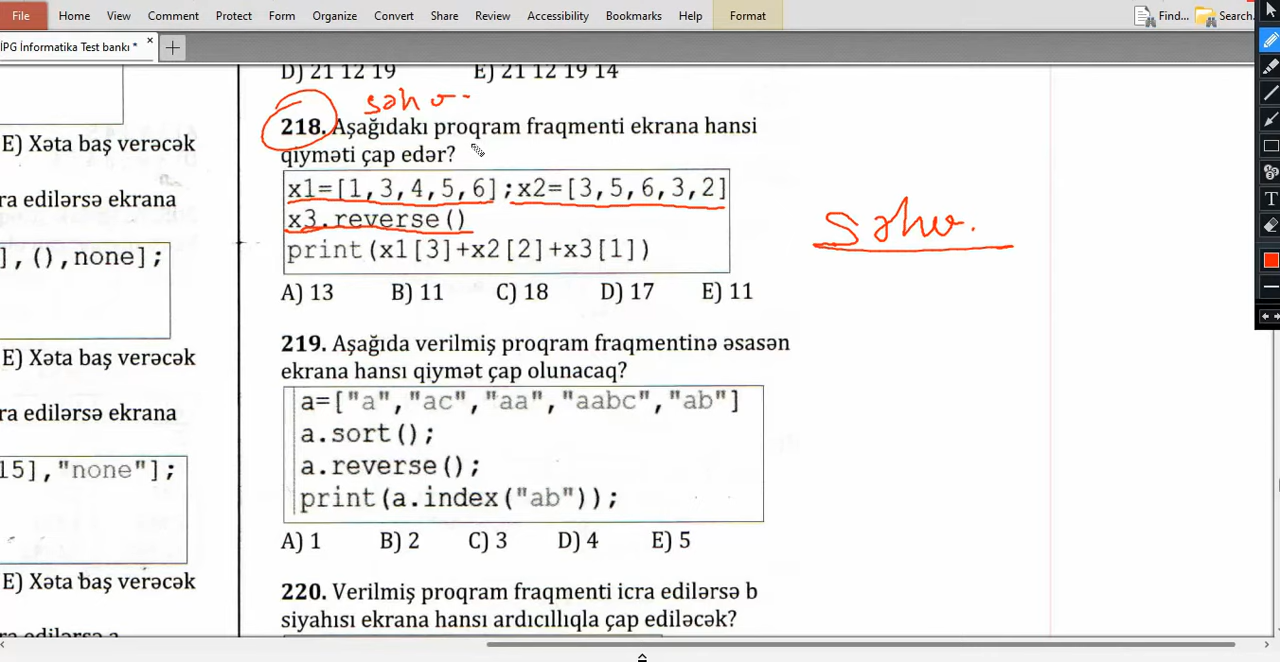 File Home View Comment Protect Form Organize Convert Share Review Accessibility Bookmarks Help Format Find... Search.
İPG İnformatika Test bankı *
D) 21 12 19 E) 21 12 19 14
səhv.
E) Xəta baş verəcək
ra edilərsə ekrana
], (),none];
E) Xəta baş verəcək
ra edilərsə ekrana
15],"none"];
E) Xəta baş verəcək
ra edilərsə a
218. Aşağıdakı proqram fraqmenti ekrana hansi
qiyməti çap edər?
x1=[1,3,4,5,6];x2=[3,5,6,3,2]
x3.reverse()
print(x1[3]+x2[2]+x3[1])
A) 13 B) 11 C) 18 D) 17 E) 11
səhv.
219. Aşağıda verilmiş proqram fraqmentinə əsasən
ekrana hansı qiymət çap olunacaq?
a=["a","ac","aa","aabc","ab"]
a.sort();
a.reverse();
print(a.index("ab"));
A) 1 B) 2 C) 3 D) 4 E) 5
220. Verilmiş proqram fraqmenti icra edilərsə b
siyahısı ekrana hansı ardıcıllıqla çap ediləcək?